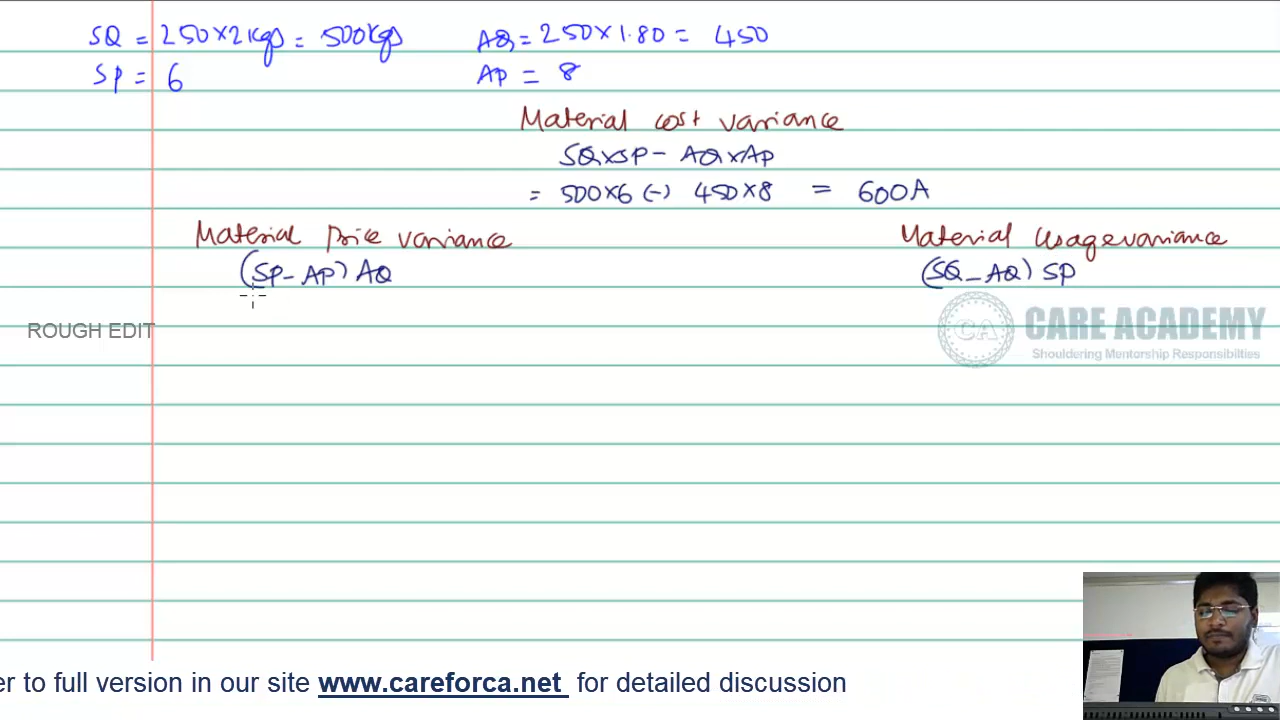 SQ = 250×2kgs = 500kgs AQ = 250×1.80 = 450
SP = 6 AP = 8
Material cost variance
SQ×SP - AQ×AP
= 500×6 (-) 450×8 = 600A
Material price variance Material Usage variance
(SP - AP) AQ (SQ - AQ) SP
CA CARE ACADEMY
Shouldering Mentorship Responsibilties
ROUGH EDIT
er to full version in our site www.careforca.net for detailed discussion